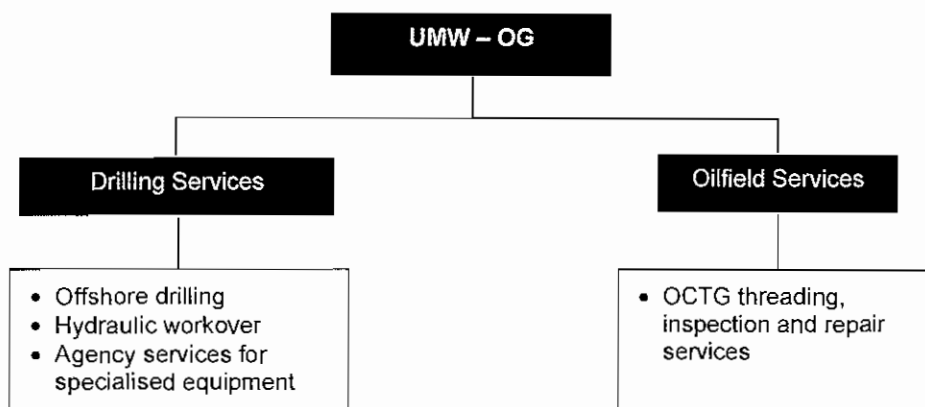 UMW – OG
Drilling Services
Oilfield Services
• Offshore drilling
• Hydraulic workover
• Agency services for
specialised equipment
• OCTG threading,
inspection and repair
services